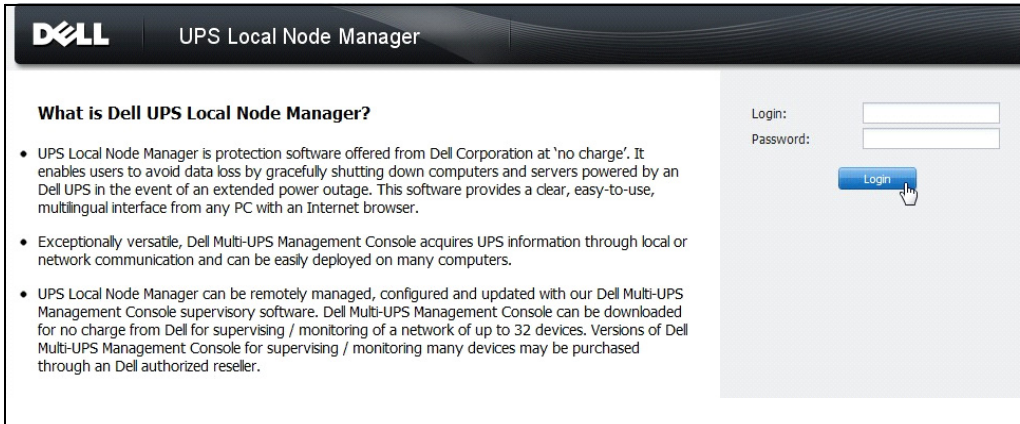 DELL
UPS Local Node Manager
What is Dell UPS Local Node Manager?
• UPS Local Node Manager is protection software offered from Dell Corporation at ‘no charge’. It
enables users to avoid data loss by gracefully shutting down computers and servers powered by an
Dell UPS in the event of an extended power outage. This software provides a clear, easy-to-use,
multilingual interface from any PC with an Internet browser.
• Exceptionally versatile, Dell Multi-UPS Management Console acquires UPS information through local or
network communication and can be easily deployed on many computers.
• UPS Local Node Manager can be remotely managed, configured and updated with our Dell Multi-UPS
Management Console supervisory software. Dell Multi-UPS Management Console can be downloaded
for no charge from Dell for supervising / monitoring of a network of up to 32 devices. Versions of Dell
Multi-UPS Management Console for supervising / monitoring many devices may be purchased
through an Dell authorized reseller.
Login:
Password:
Login